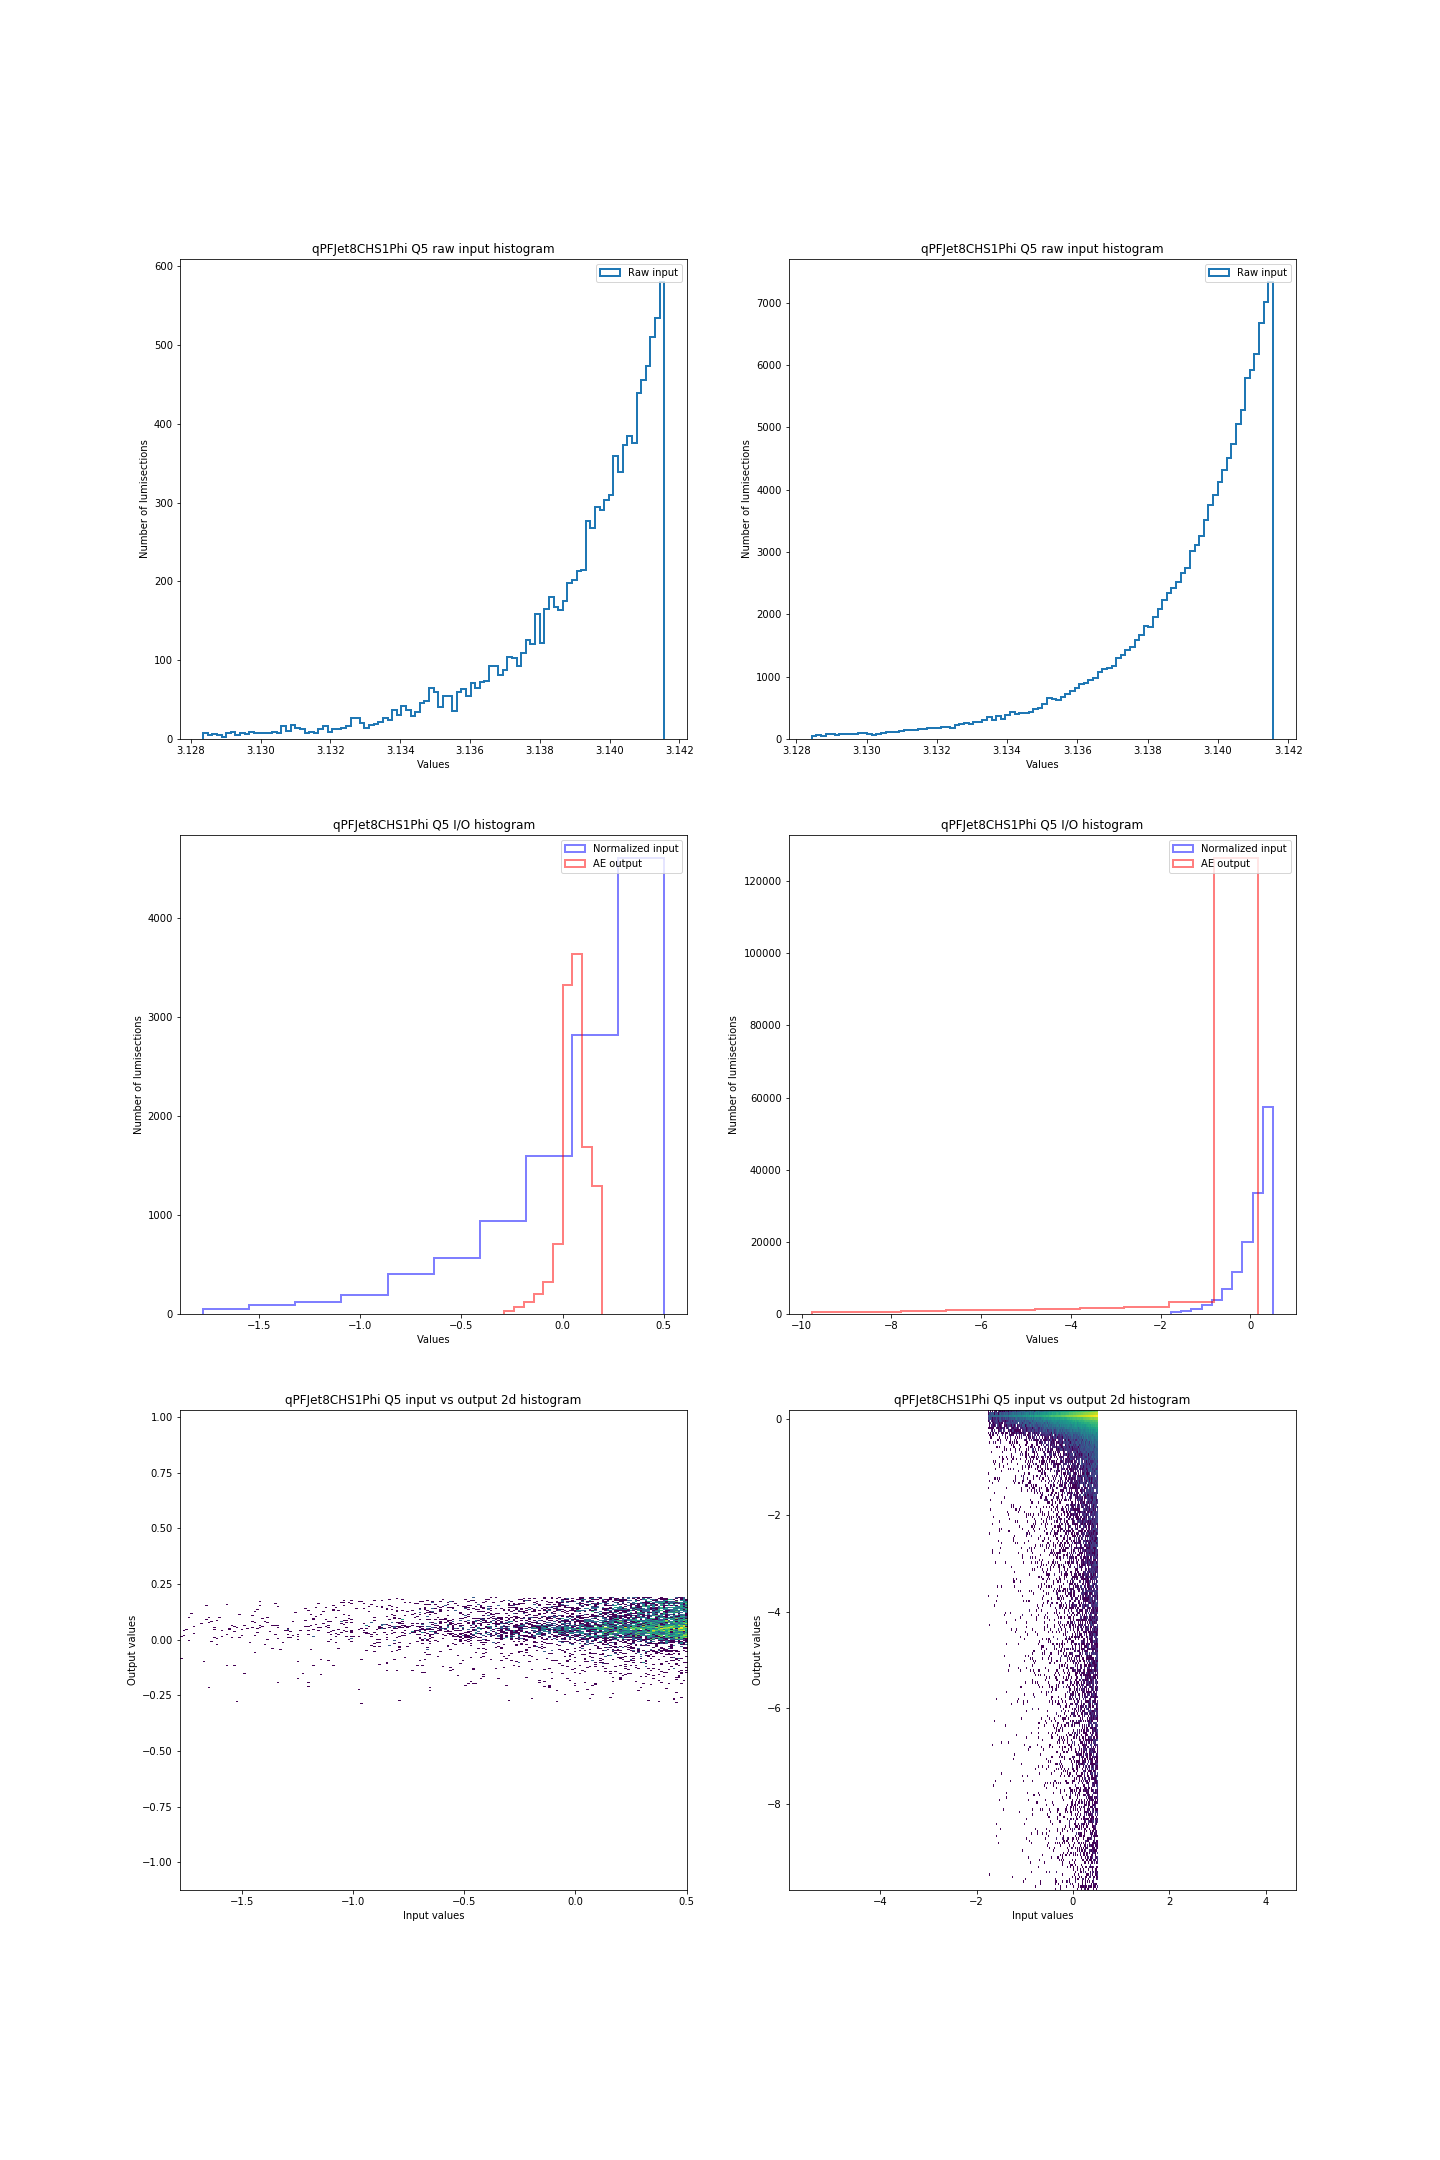 qPFJet8CHS1Phi Q5 raw input histogram
Raw input
600
500
400
300
200
100
0
Number of lumisections
3.128 3.130 3.132 3.134 3.136 3.138 3.140 3.142
Values
qPFJet8CHS1Phi Q5 raw input histogram
Raw input
7000
6000
5000
4000
3000
2000
1000
0
Number of lumisections
3.128 3.130 3.132 3.134 3.136 3.138 3.140 3.142
Values
qPFJet8CHS1Phi Q5 I/O histogram
Normalized input
AE output
4000
3000
2000
1000
0
Number of lumisections
−1.5 −1.0 −0.5 0.0 0.5
Values
qPFJet8CHS1Phi Q5 I/O histogram
Normalized input
AE output
120000
100000
80000
60000
40000
20000
0
Number of lumisections
−10 −8 −6 −4 −2 0
Values
qPFJet8CHS1Phi Q5 input vs output 2d histogram
1.00
0.75
0.50
0.25
0.00
−0.25
−0.50
−0.75
−1.00
Output values
−1.5 −1.0 −0.5 0.0 0.5
Input values
qPFJet8CHS1Phi Q5 input vs output 2d histogram
0
−2
−4
−6
−8
Output values
−4 −2 0 2 4
Input values